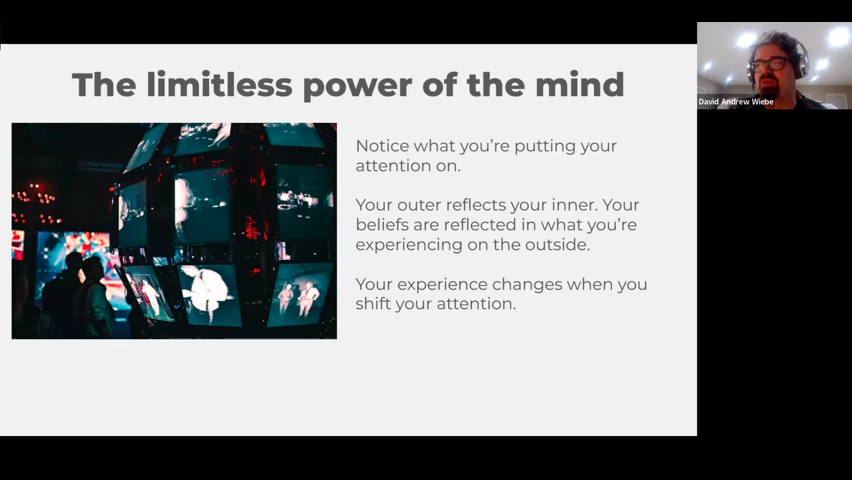 The limitless power of the mind
Notice what you’re putting your
attention on.
Your outer reflects your inner. Your
beliefs are reflected in what you’re
experiencing on the outside.
Your experience changes when you
shift your attention.
David Andrew Wiebe